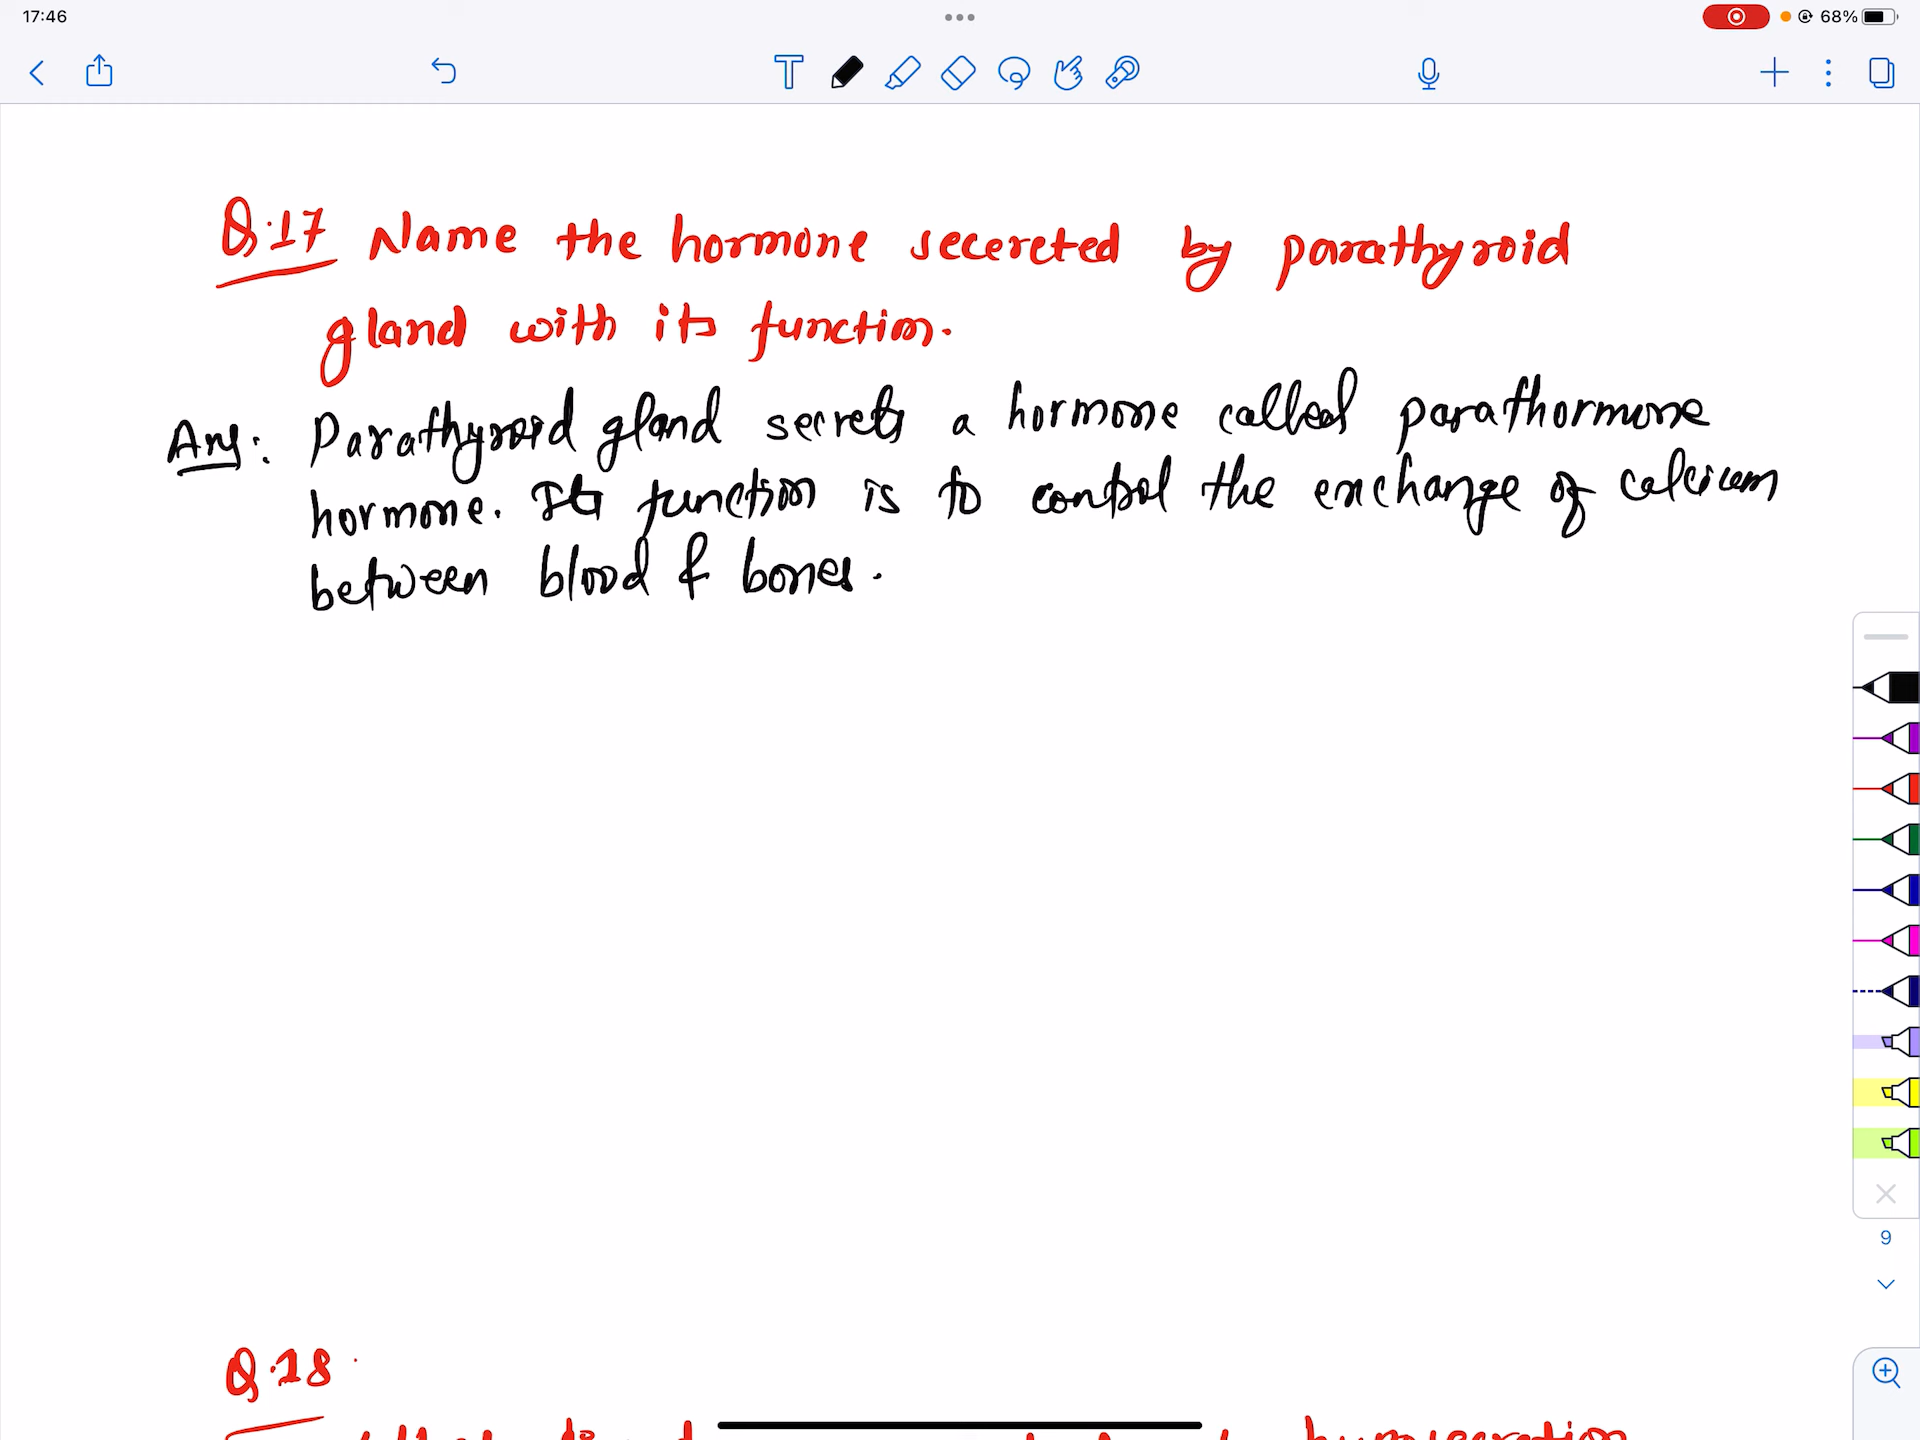 17:46
68%
Q.17 Name the hormone secereted by parathyroid
gland with its function.
Ans: Parathyroid gland secrets a hormone called parathormone
hormone. Its function is to control the exchange of calcium
between blood & bones.
9
Q.18